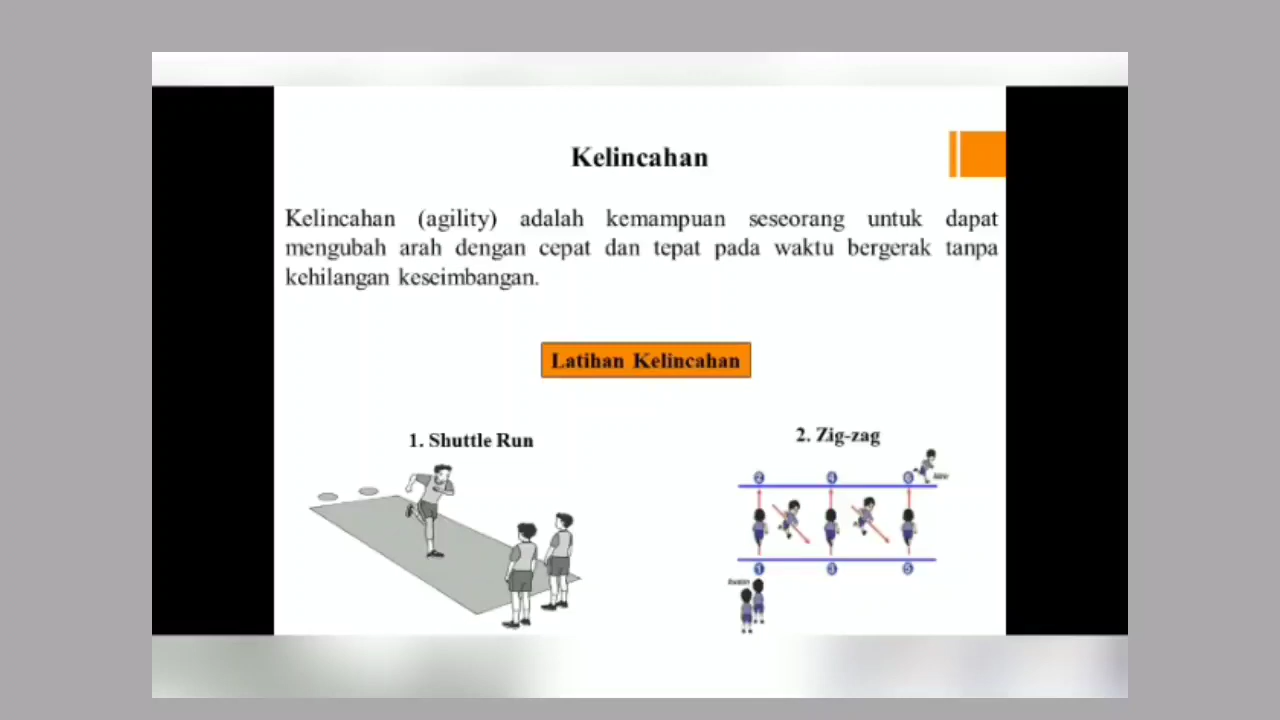 Kelincahan
Kelincahan (agility) adalah kemampuan seseorang untuk dapat
mengubah arah dengan cepat dan tepat pada waktu bergerak tanpa
kehilangan keseimbangan.
Latihan Kelincahan
1. Shuttle Run
2. Zig-zag
2 4 6
1 3 5